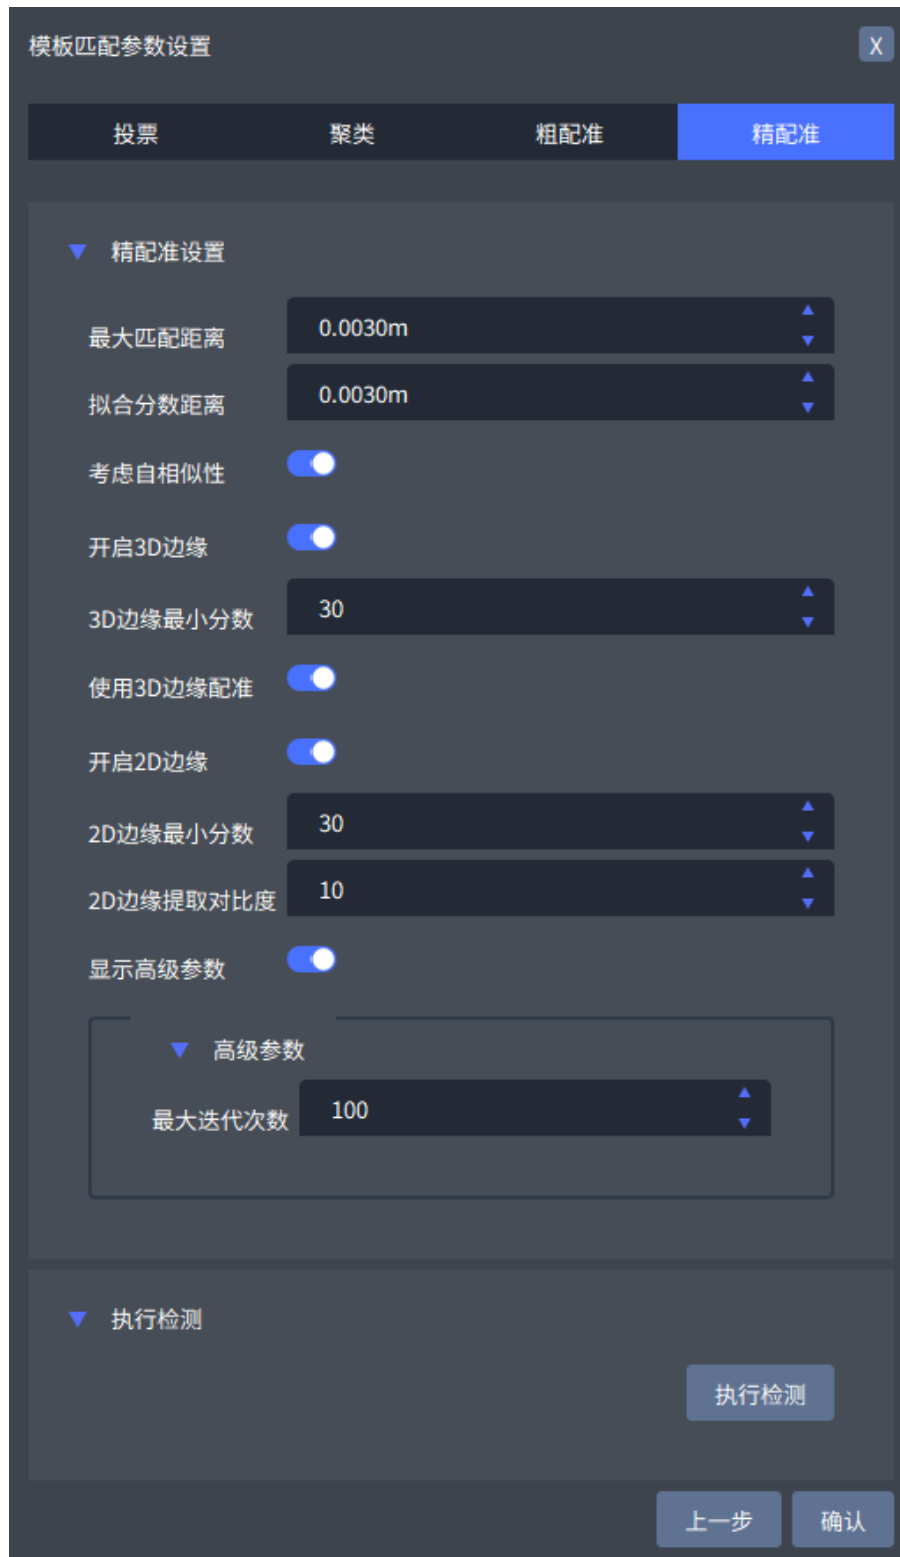 模板匹配参数设置 X
投票 聚类 粗配准 精配准
精配准设置
最大匹配距离 0.0030m
拟合分数距离 0.0030m
考虑自相似性
开启3D边缘
3D边缘最小分数 30
使用3D边缘配准
开启2D边缘
2D边缘最小分数 30
2D边缘提取对比度 10
显示高级参数
高级参数
最大迭代次数 100
执行检测
执行检测
上一步 确认